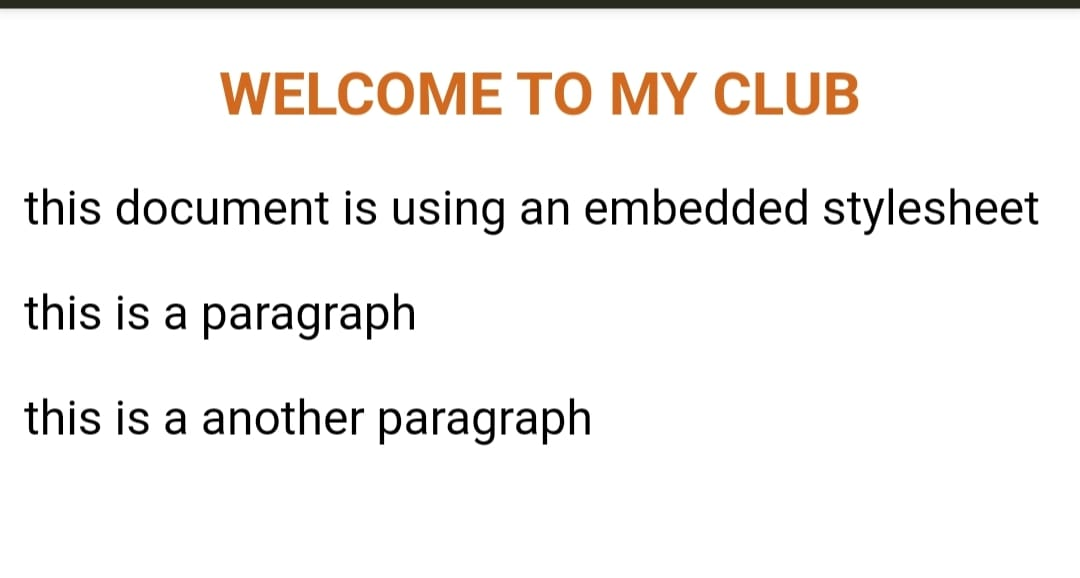 WELCOME TO MY CLUB
this document is using an embedded stylesheet
this is a paragraph
this is a another paragraph